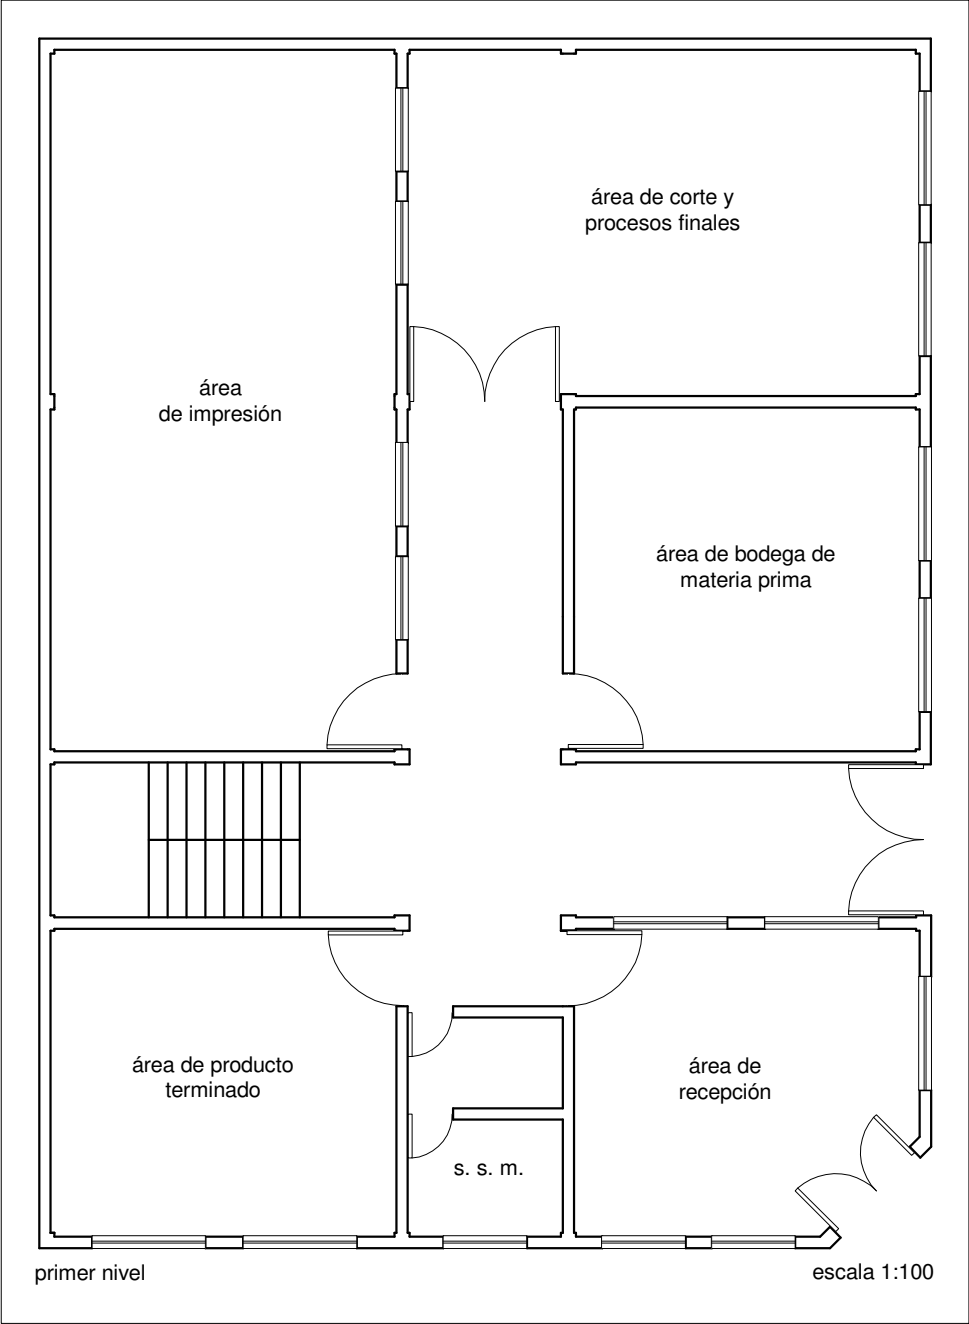 área de corte y
procesos finales
área
de impresión
área de bodega de
materia prima
área de producto
terminado
área de
recepción
s. s. m.
primer nivel
escala 1:100